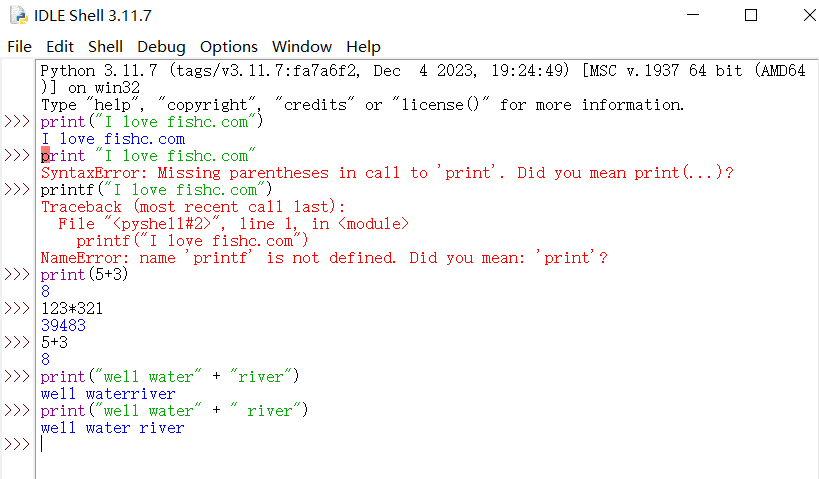 IDLE Shell 3.11.7
File Edit Shell Debug Options Window Help
Python 3.11.7 (tags/v3.11.7:fa7a6f2, Dec  4 2023, 19:24:49) [MSC v.1937 64 bit (AMD64
)] on win32
Type "help", "copyright", "credits" or "license()" for more information.
>>> print("I love fishc.com")
I love fishc.com
>>> print "I love fishc.com"
SyntaxError: Missing parentheses in call to 'print'. Did you mean print(...)?
>>> printf("I love fishc.com")
Traceback (most recent call last):
  File "<pyshell#2>", line 1, in <module>
    printf("I love fishc.com")
NameError: name 'printf' is not defined. Did you mean: 'print'?
>>> print(5+3)
8
>>> 123*321
39483
>>> 5+3
8
>>> print("well water" + "river")
well waterriver
>>> print("well water" + " river")
well water river
>>>